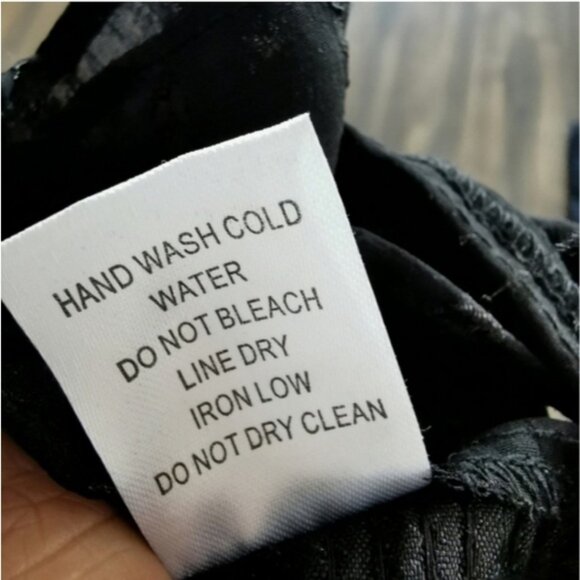 HAND WASH COLD
WATER
DO NOT BLEACH
LINE DRY
IRON LOW
DO NOT DRY CLEAN